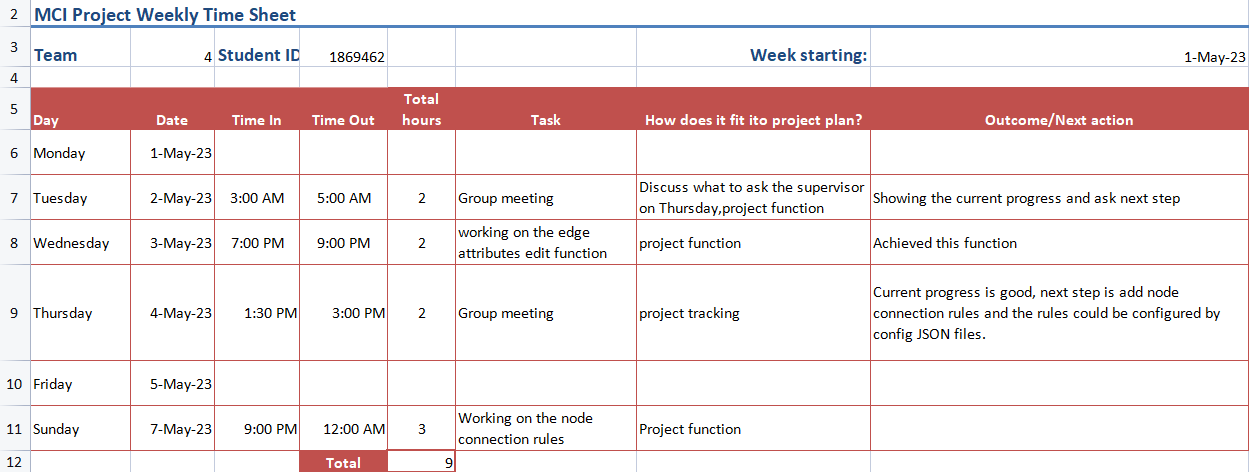 2 MCI Project Weekly Time Sheet
3 Team 4 Student ID 1869462 Week starting: 1-May-23
4
Total
5 Day Date Time In Time Out hours Task How does it fit ito project plan? Outcome/Next action
6 Monday 1-May-23
Discuss what to ask the supervisor
7 Tuesday 2-May-23 3:00 AM 5:00 AM 2 Group meeting on Thursday,project function Showing the current progress and ask next step
working on the edge
8 Wednesday 3-May-23 7:00 PM 9:00 PM 2 attributes edit function project function Achieved this function
Current progress is good, next step is add node
9 Thursday 4-May-23 1:30 PM 3:00 PM 2 Group meeting project tracking connection rules and the rules could be configured by
config JSON files.
10 Friday 5-May-23
Working on the node
11 Sunday 7-May-23 9:00 PM 12:00 AM 3 connection rules Project function
12 Total 9